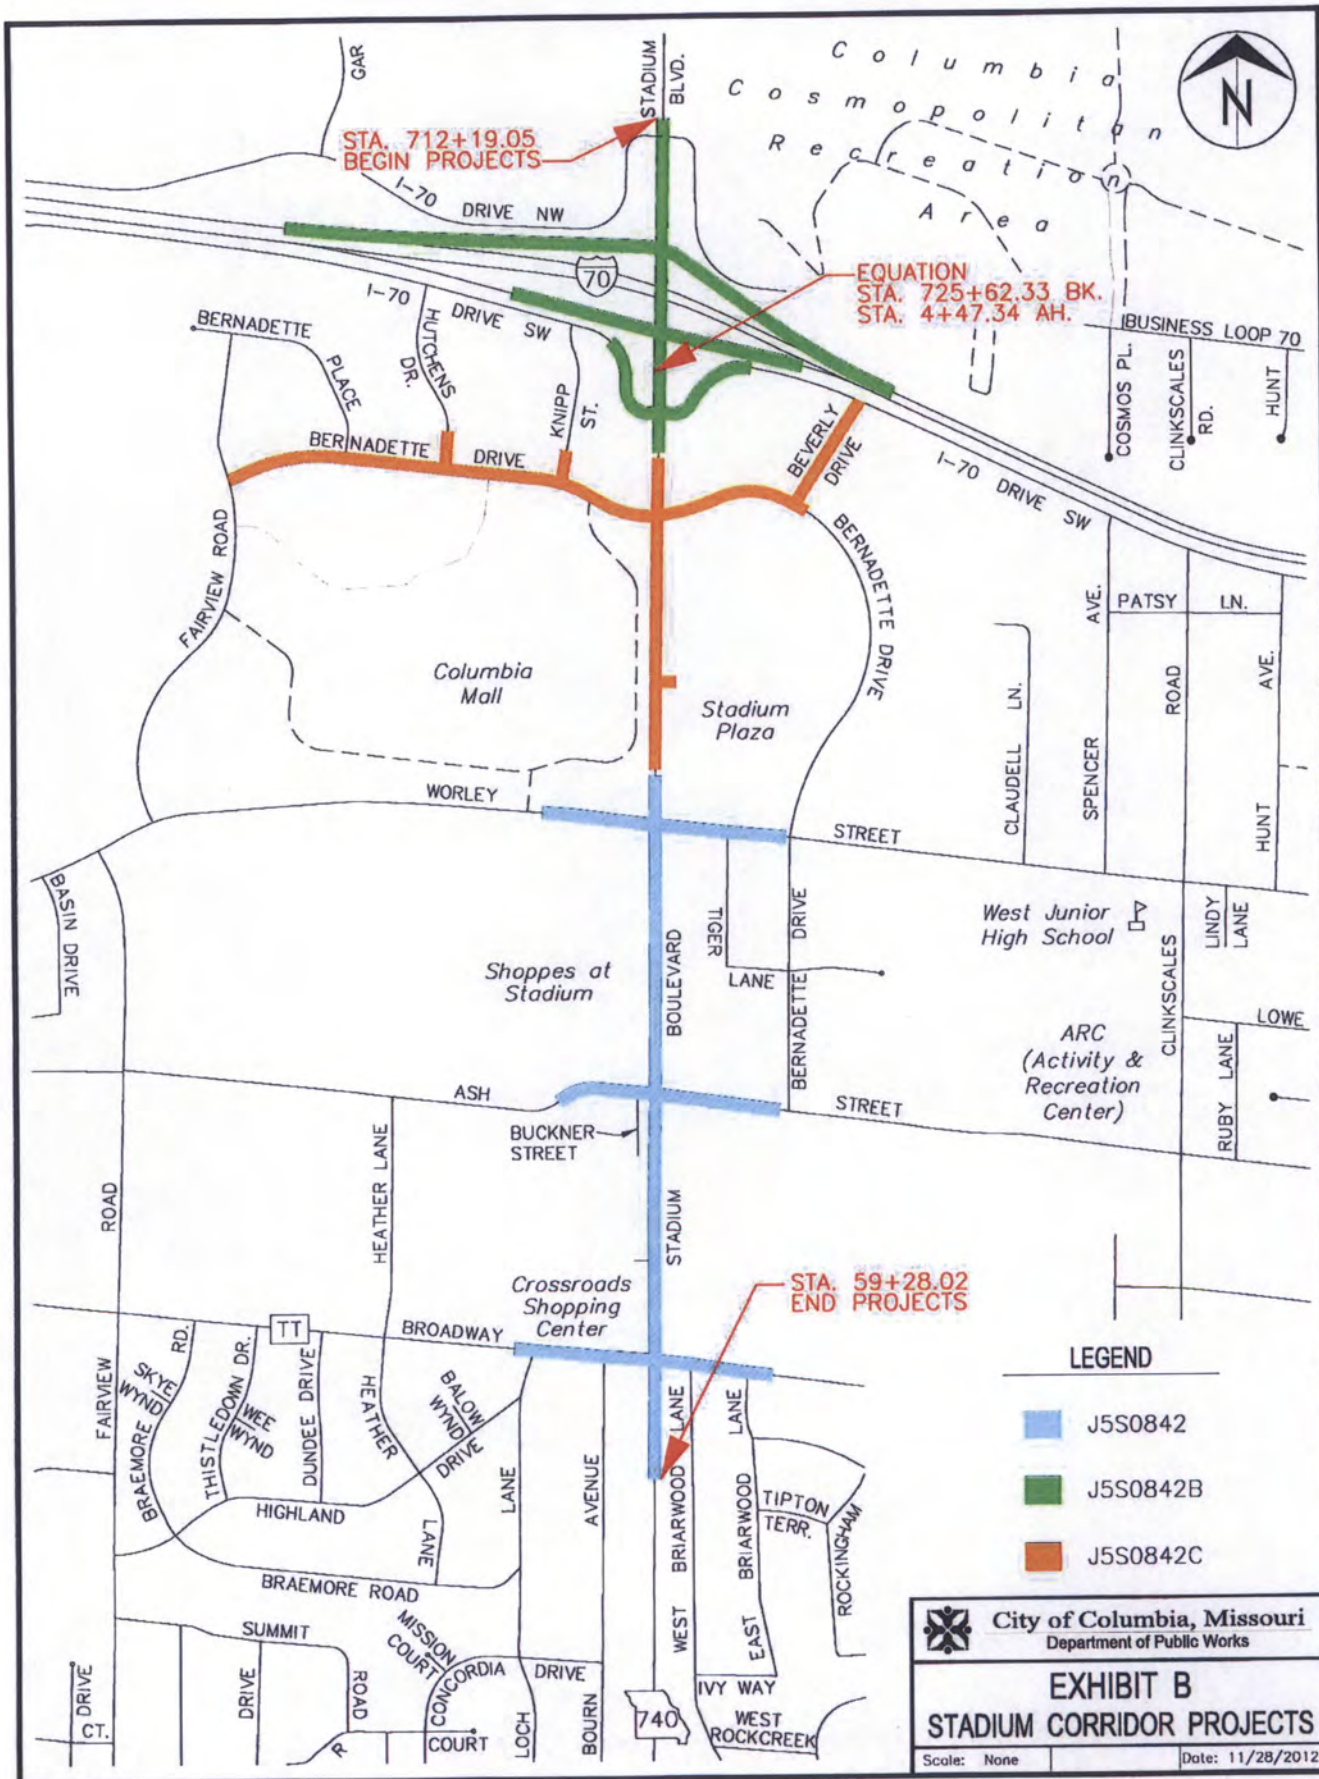 GAR
STADIUM
BLVD.
Columbia
Cosmopolitan
Recreation
Area
N
STA. 712+19.05
BEGIN PROJECTS
I-70 DRIVE NW
70
EQUATION
STA. 725+62.33 BK.
STA. 4+47.34 AH.
I-70 DRIVE SW
BUSINESS LOOP 70
BERNADETTE
PLACE
HUTCHENS
DR.
KNIPP
ST.
COSMOS PL.
CLINKSCALES
RD.
HUNT
BERNADETTE DRIVE
BEVERLY
DRIVE
I-70 DRIVE SW
BERNADETTE DRIVE
FAIRVIEW ROAD
PATSY LN.
Columbia
Mall
Stadium
Plaza
CLAUDELL LN.
SPENCER AVE.
ROAD
HUNT AVE.
WORLEY
STREET
BASIN DRIVE
TIGER
LANE
BERNADETTE DRIVE
West Junior
High School
LINDY
LANE
CLINKSCALES
Shoppes at
Stadium
BOULEVARD
LOWE
ARC
(Activity &
Recreation
Center)
RUBY LANE
ASH
STREET
BUCKNER
STREET
HEATHER LANE
ROAD
STADIUM
Crossroads
Shopping
Center
STA. 59+28.02
END PROJECTS
TT
BROADWAY
FAIRVIEW
SKYE
WYND
RD.
BRAEMORE
THISTLEDOWN DR.
WEE
WYND
DUNDEE DRIVE
HEATHER
LANE
BALOW
WYND
DRIVE
HIGHLAND
LANE
LOCH
AVENUE
BOURN
WEST BRIARWOOD LANE
EAST BRIARWOOD LANE
TIPTON
TERR.
ROCKINGHAM
BRAEMORE ROAD
LEGEND
J5S0842
J5S0842B
J5S0842C
SUMMIT
ROAD
DRIVE
CT.
DRIVE
R
MISSION
COURT
CONCORDIA DRIVE
COURT
740
IVY WAY
WEST
ROCKCREEK
City of Columbia, Missouri
Department of Public Works
EXHIBIT B
STADIUM CORRIDOR PROJECTS
Scale: None
Date: 11/28/2012